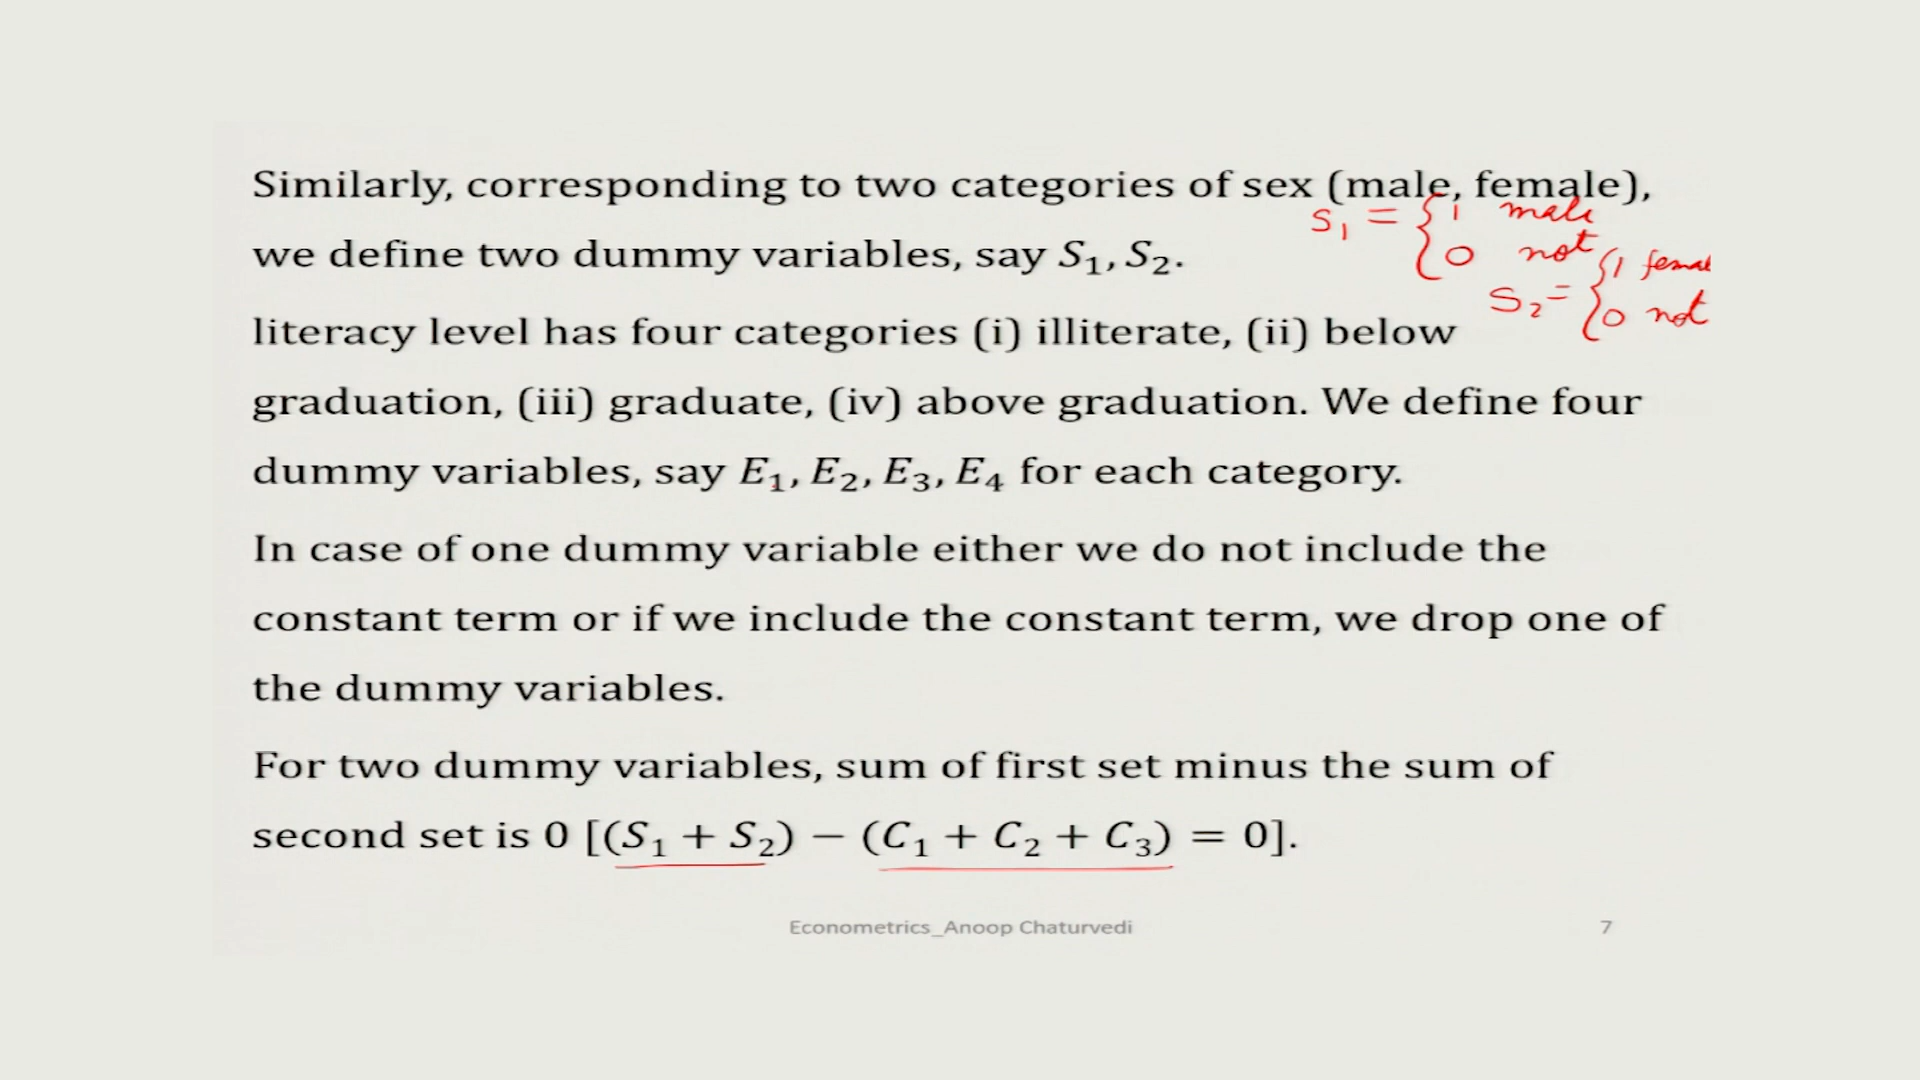 Similarly, corresponding to two categories of sex (male, female),
S₁ = { 1 male
0 not
we define two dummy variables, say S₁, S₂.
S₂ = { 1 femal
0 not
literacy level has four categories (i) illiterate, (ii) below
graduation, (iii) graduate, (iv) above graduation. We define four
dummy variables, say E₁, E₂, E₃, E₄ for each category.
In case of one dummy variable either we do not include the
constant term or if we include the constant term, we drop one of
the dummy variables.
For two dummy variables, sum of first set minus the sum of
second set is 0 [(S₁ + S₂) − (C₁ + C₂ + C₃) = 0].
Econometrics_Anoop Chaturvedi
7